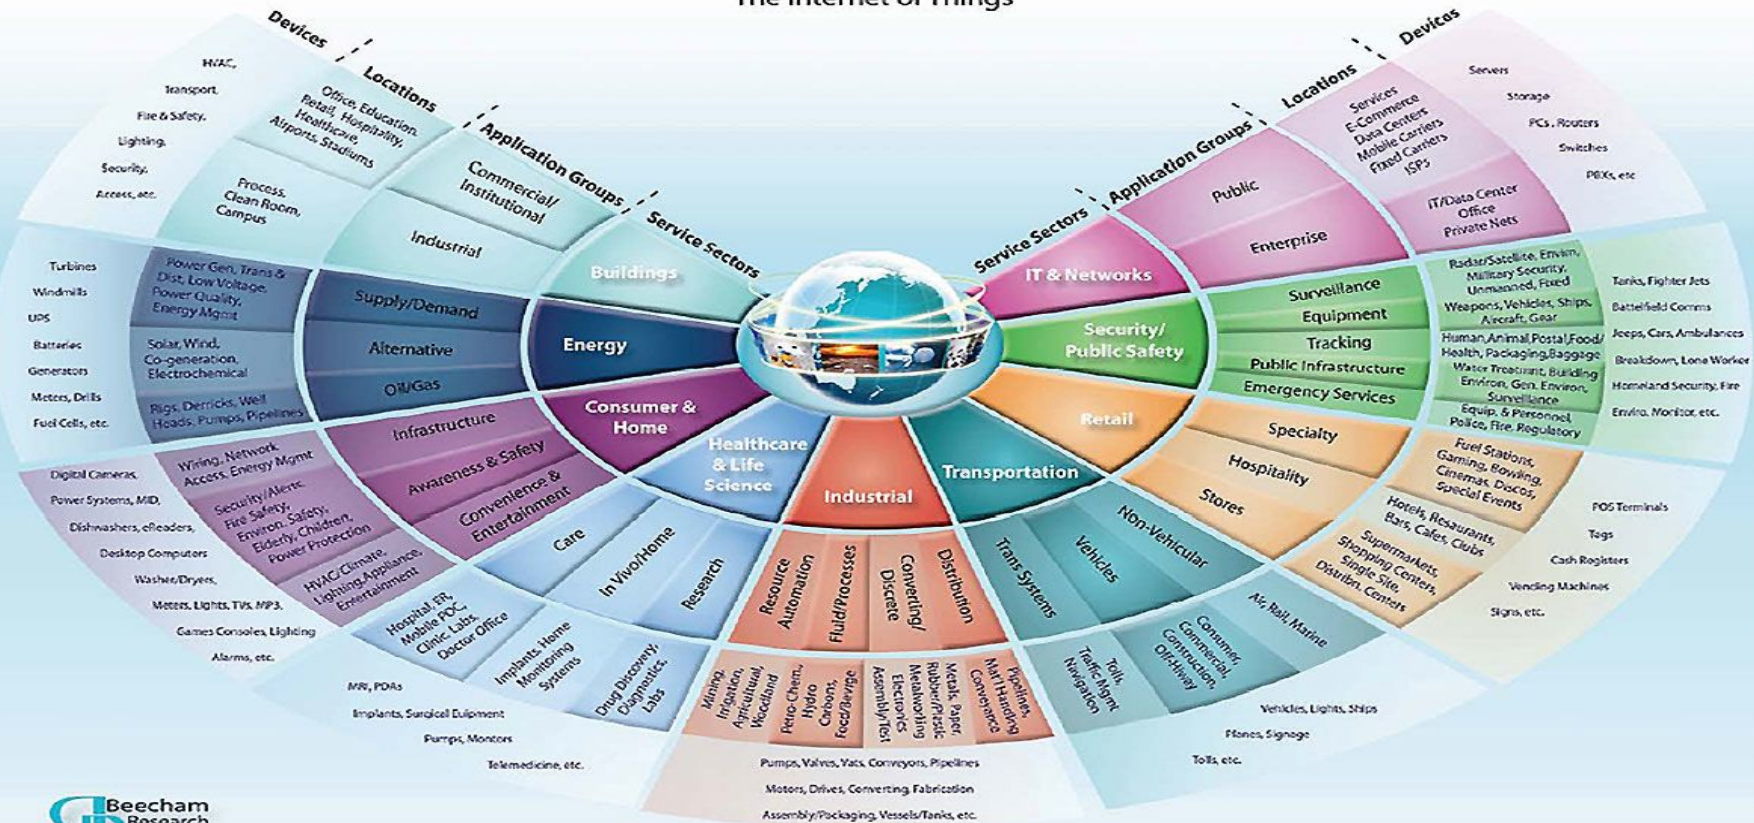 The Internet of Things
Devices
Locations
Application Groups
Service Sectors
HVAC,
Transport,
Fire & Safety,
Lighting,
Security,
Access, etc.
Office, Education,
Retail, Hospitality,
Healthcare,
Airports, Stadiums
Process,
Clean Room,
Campus
Commercial/
Institutional
Industrial
Buildings
Turbines
Windmills
UPS
Batteries
Generators
Meters, Drills
Fuel Cells, etc.
Power Gen, Trans &
Dist, Low Voltage,
Power Quality,
Energy Mgmt
Solar, Wind,
Co-generation,
Electrochemical
Rigs, Derricks, Well
Heads, Pumps, Pipelines
Supply/Demand
Alternative
Oil/Gas
Energy
Digital Cameras,
Power Systems, MID,
Dishwashers, eReaders,
Desktop Computers
Washer/Dryers,
Meters, Lights, TVs, MP3,
Games Consoles, Lighting
Alarms, etc.
Wiring, Network
Access, Energy Mgmt
Security/Alerts
Fire Safety,
Environ. Safety,
Elderly, Children,
Power Protection
HVAC/Climate,
Lighting,Appliance,
Entertainment
Infrastructure
Awareness & Safety
Convenience &
Entertainment
Consumer &
Home
MRI, PDAs
Implants, Surgical Euipment
Pumps, Montors
Telemedicine, etc.
Hospital, ER,
Mobile POC,
Clinic, Labs,
Doctor Office
Implants, Home
Monitoring
Systems
Drug Discovery,
Diagnostics,
Labs
Care
In Vivo/Home
Research
Healthcare
& Life
Science
Pumps, Valves, Vats, Conveyors, Pipelines
Motors, Drives, Converting, Fabrication
Assembly/Packaging, Vessels/Tanks, etc.
Mining,
Irrigation,
Agricultural,
Woodland
Petro-Chem,
Hydro
Carbons,
Food/Bevrge
Metals, Paper,
Rubber/Plastic
Metalworking
Electronics
Assembly/Test
Pipelines,
Mat'l Handling
Conveyance
Resource
Automation
Fluid/Processes
Converting/
Discrete
Distribution
Industrial
Vehicles, Lights, Ships
Planes, Signage
Tolls, etc.
Tolls,
Traffic Mgmt
Navigation
Consumer,
Commercial,
Construction,
Off-Hiway
Air, Rail, Marine
Trans Systems
Vehicles
Non-Vehicular
Transportation
POS Terminals
Tags
Cash Registers
Vending Machines
Signs, etc.
Fuel Stations,
Gaming, Bowling,
Cinemas, Discos,
Special Events
Hotels, Resaurants,
Bars, Cafes, Clubs
Supermarkets,
Shopping Centers,
Single Site,
Distribn. Centers
Specialty
Hospitality
Stores
Retail
Tanks, Fighter Jets
Battelfield Comms
Jeeps, Cars, Ambulances
Breakdown, Lone Worker
Homeland Security, Fire
Enviro. Monitor, etc.
Radar/Satellite, Envirn,
Military Security,
Unmanned, Fixed
Weapons, Vehicles, Ships,
Aircraft, Gear
Human,Animal,Postal,Food/
Health, Packaging,Baggage
Water Treatment, Building
Environ, Gen. Environ,
Surveillance
Equip. & Personnel,
Police, Fire, Regulatory
Surveillance
Equipment
Tracking
Public Infrastructure
Emergency Services
Security/
Public Safety
Servers
Storage
PCs, Routers
Switches
PBXs, etc
Services
E-Commerce
Data Centers
Mobile Carriers
Fixed Carriers
ISPs
IT/Data Center
Office
Private Nets
Public
Enterprise
IT & Networks
Devices
Locations
Application Groups
Service Sectors
Beecham
Research